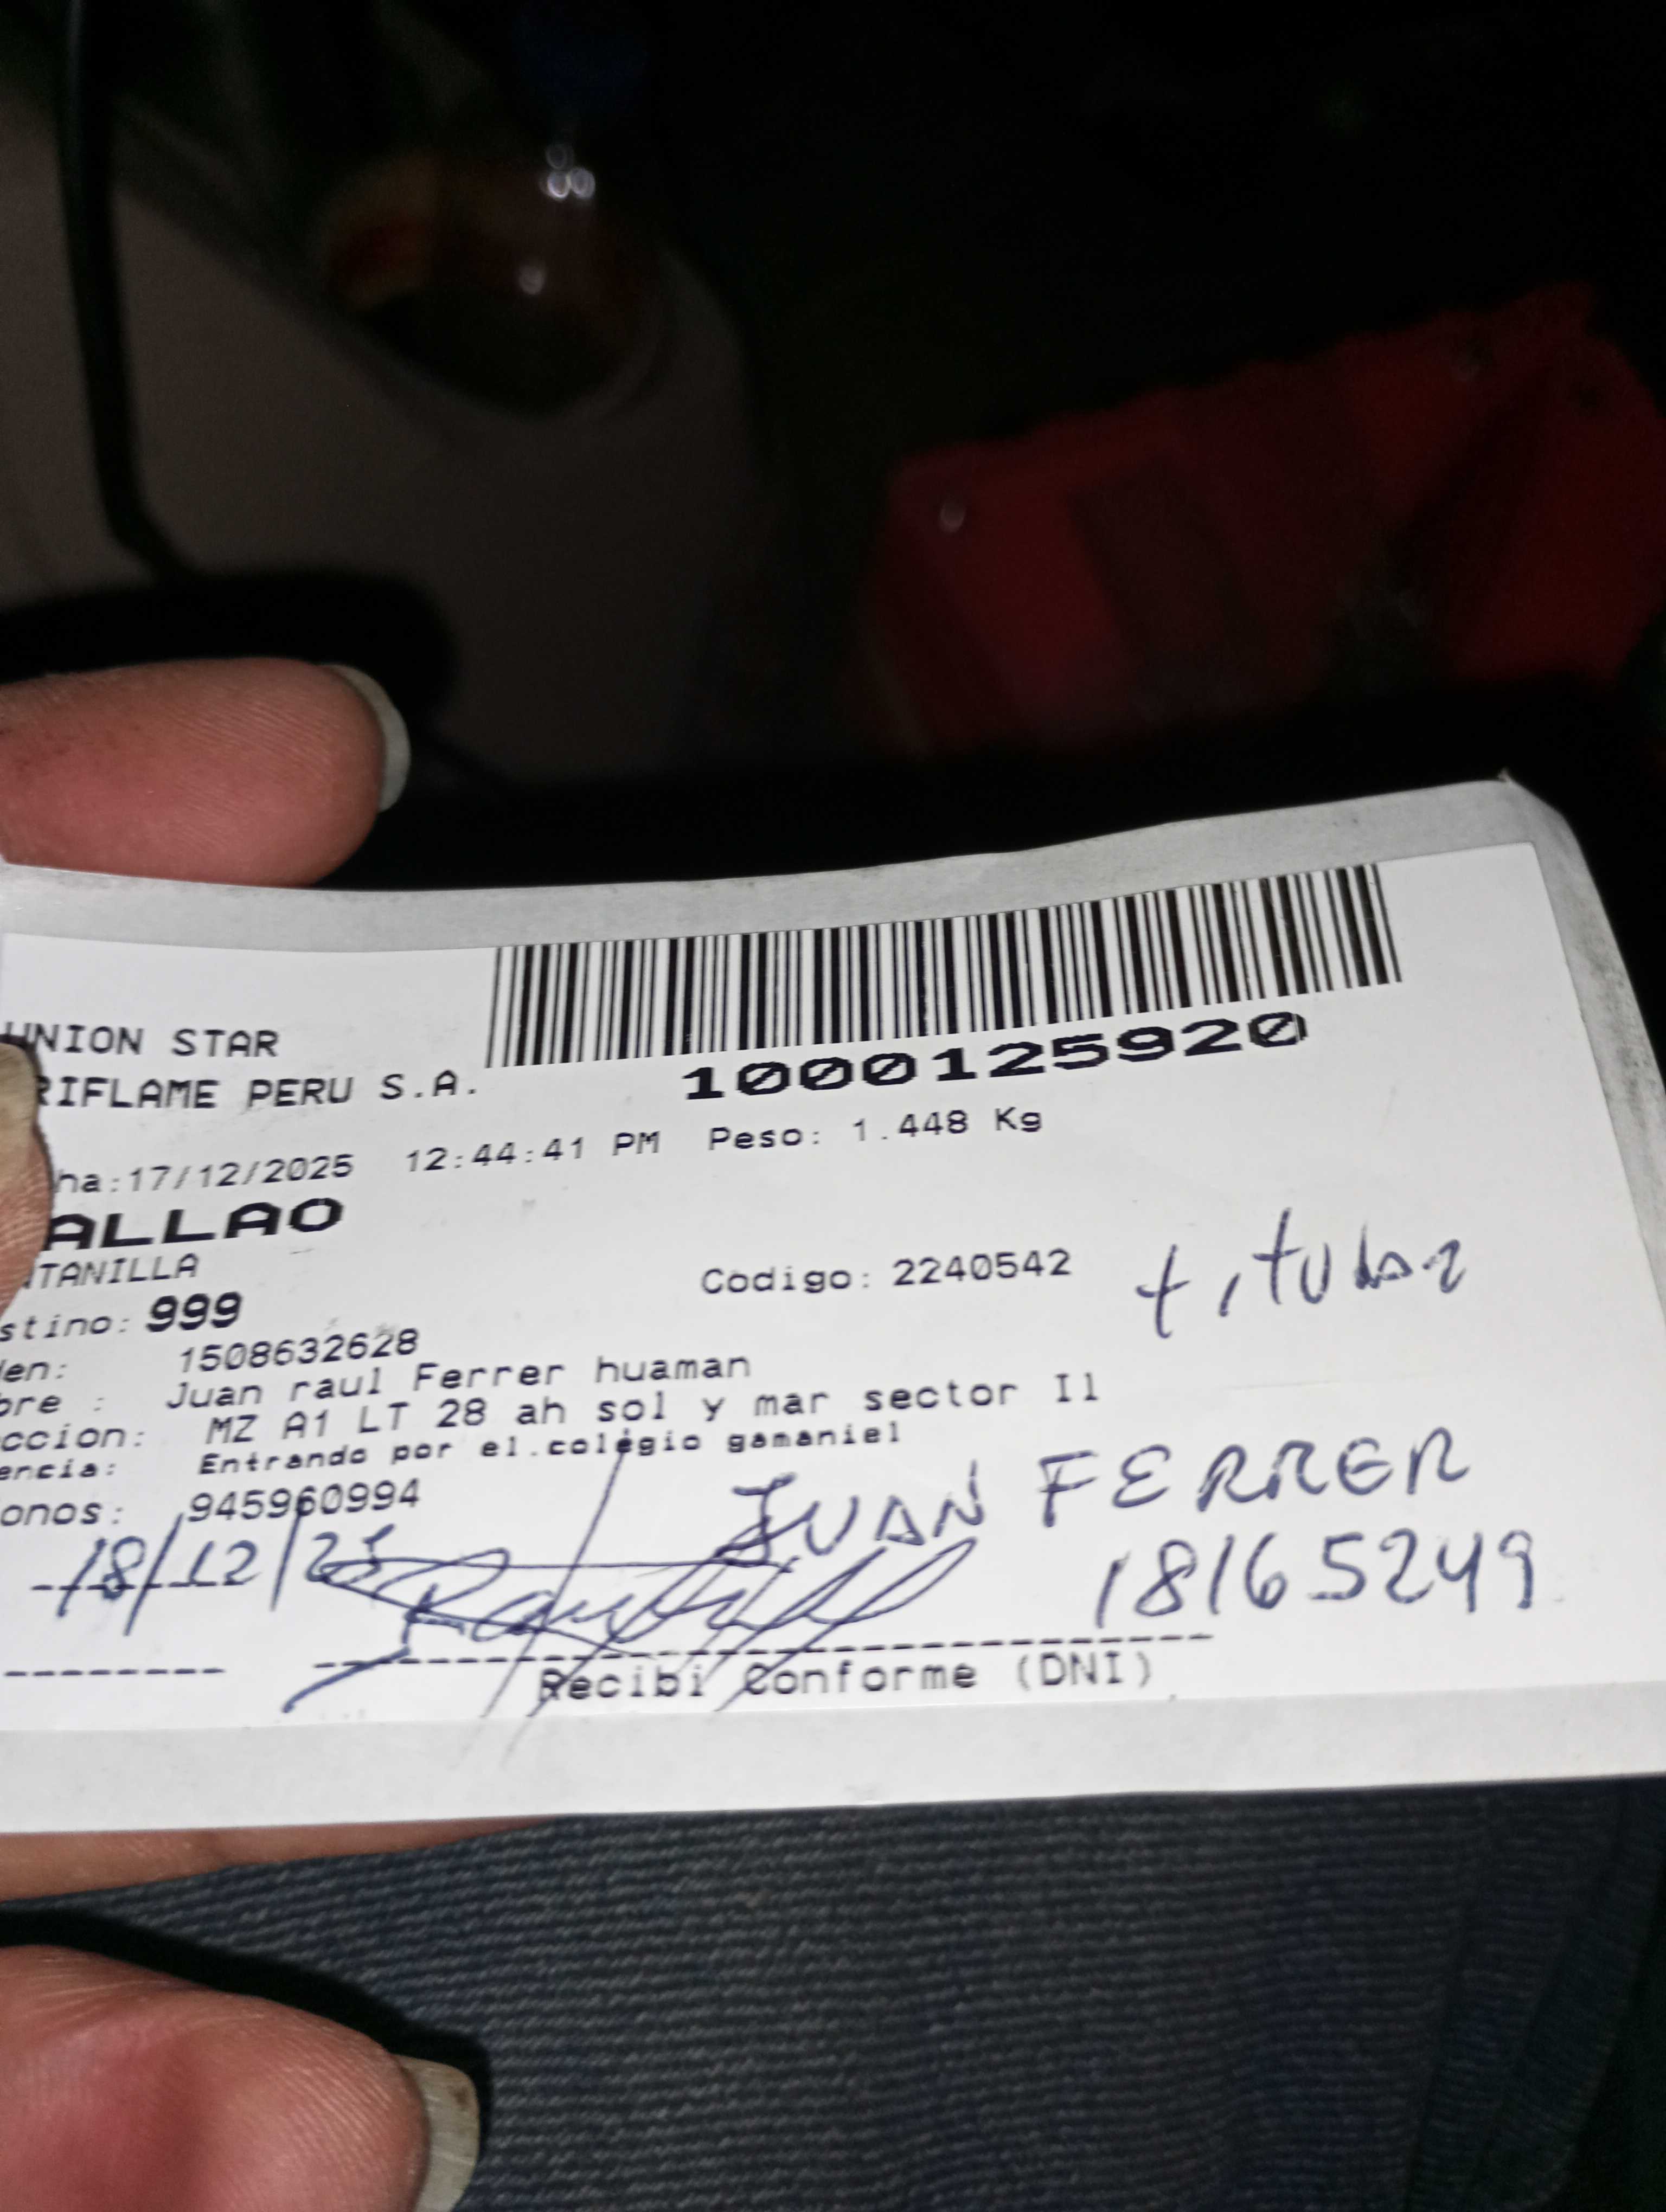 UNION STAR
RIFLAME PERU S.A.
1000125920
ha:17/12/2025 12:44:41 PM Peso: 1.448 Kg
ALLAO
TANILLA
Codigo: 2240542
titular
stino: 999
en: 1508632628
bre : Juan raul Ferrer huaman
ccion: MZ A1 LT 28 ah sol y mar sector Il
encia: Entrando por el.colegio gamaniel
onos: 945960994
JUAN FERRER
18/12/25
18165249
Recibi Conforme (DNI)